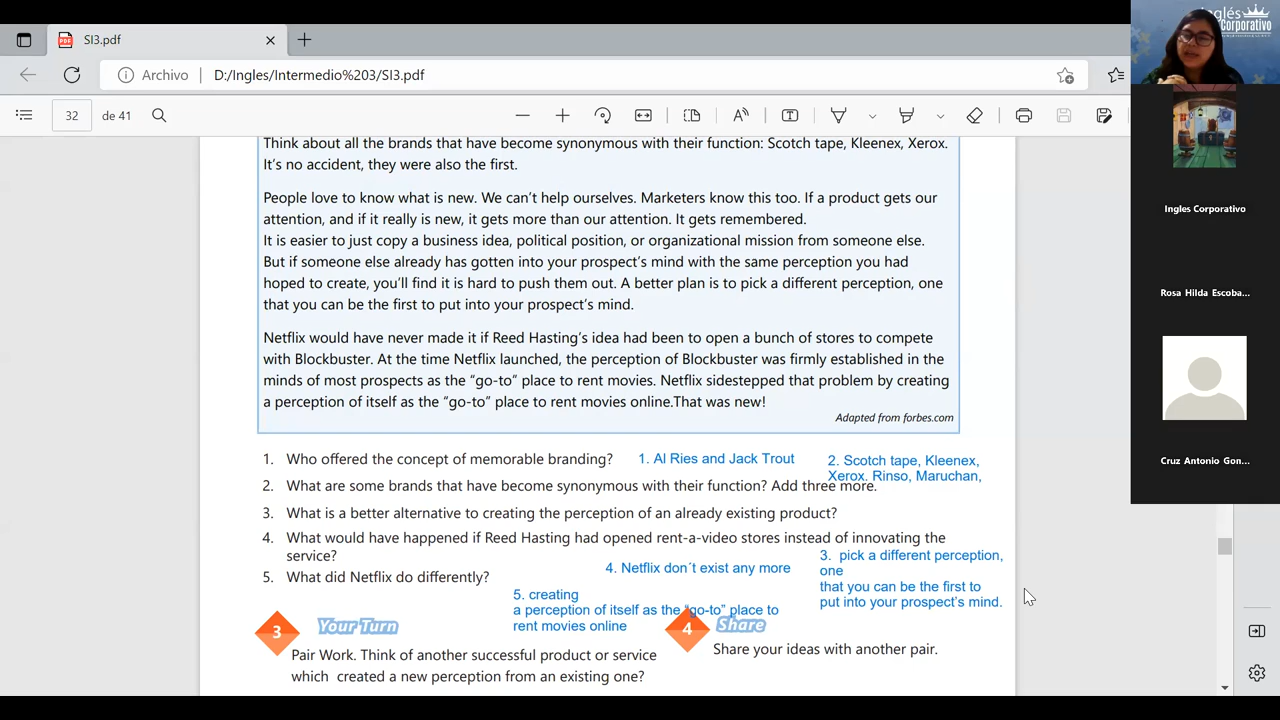 SI3.pdf
Archivo
D:/Ingles/Intermedio%203/SI3.pdf
32
de 41
Think about all the brands that have become synonymous with their function: Scotch tape, Kleenex, Xerox.
It's no accident, they were also the first.
People love to know what is new. We can't help ourselves. Marketers know this too. If a product gets our
attention, and if it really is new, it gets more than our attention. It gets remembered.
It is easier to just copy a business idea, political position, or organizational mission from someone else.
But if someone else already has gotten into your prospect's mind with the same perception you had
hoped to create, you'll find it is hard to push them out. A better plan is to pick a different perception, one
that you can be the first to put into your prospect's mind.
Netflix would have never made it if Reed Hasting's idea had been to open a bunch of stores to compete
with Blockbuster. At the time Netflix launched, the perception of Blockbuster was firmly established in the
minds of most prospects as the "go-to" place to rent movies. Netflix sidestepped that problem by creating
a perception of itself as the "go-to" place to rent movies online.That was new!
Adapted from forbes.com
1. Who offered the concept of memorable branding?
1. Al Ries and Jack Trout
2. Scotch tape, Kleenex,
Xerox. Rinso, Maruchan,
2. What are some brands that have become synonymous with their function? Add three more.
3. What is a better alternative to creating the perception of an already existing product?
4. What would have happened if Reed Hasting had opened rent-a-video stores instead of innovating the
service?
3. pick a different perception,
one
that you can be the first to
put into your prospect's mind.
4. Netflix don´t exist any more
5. What did Netflix do differently?
5. creating
a perception of itself as the "go-to" place to
rent movies online
3
Your Turn
Pair Work. Think of another successful product or service
which created a new perception from an existing one?
4
Share
Share your ideas with another pair.
Inglés
Corporativo
Ingles Corporativo
Rosa Hilda Escoba...
Cruz Antonio Gon...